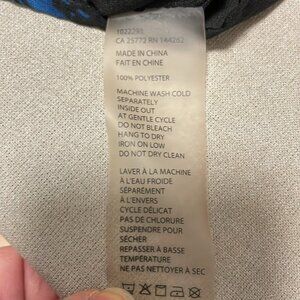 1022293
CA 25772 RN 144262
MADE IN CHINA
FAIT EN CHINE
100% POLYESTER
MACHINE WASH COLD
SEPARATELY
INSIDE OUT
AT GENTLE CYCLE
DO NOT BLEACH
HANG TO DRY
IRON ON LOW
DO NOT DRY CLEAN
LAVER À LA MACHINE
À L'EAU FROIDE
SÉPARÉMENT
À L'ENVERS
CYCLE DÉLICAT
PAS DE CHLORURE
SUSPENDRE POUR
SÉCHER
REPASSER À BASSE
TEMPÉRATURE
NE PAS NETTOYER À SEC